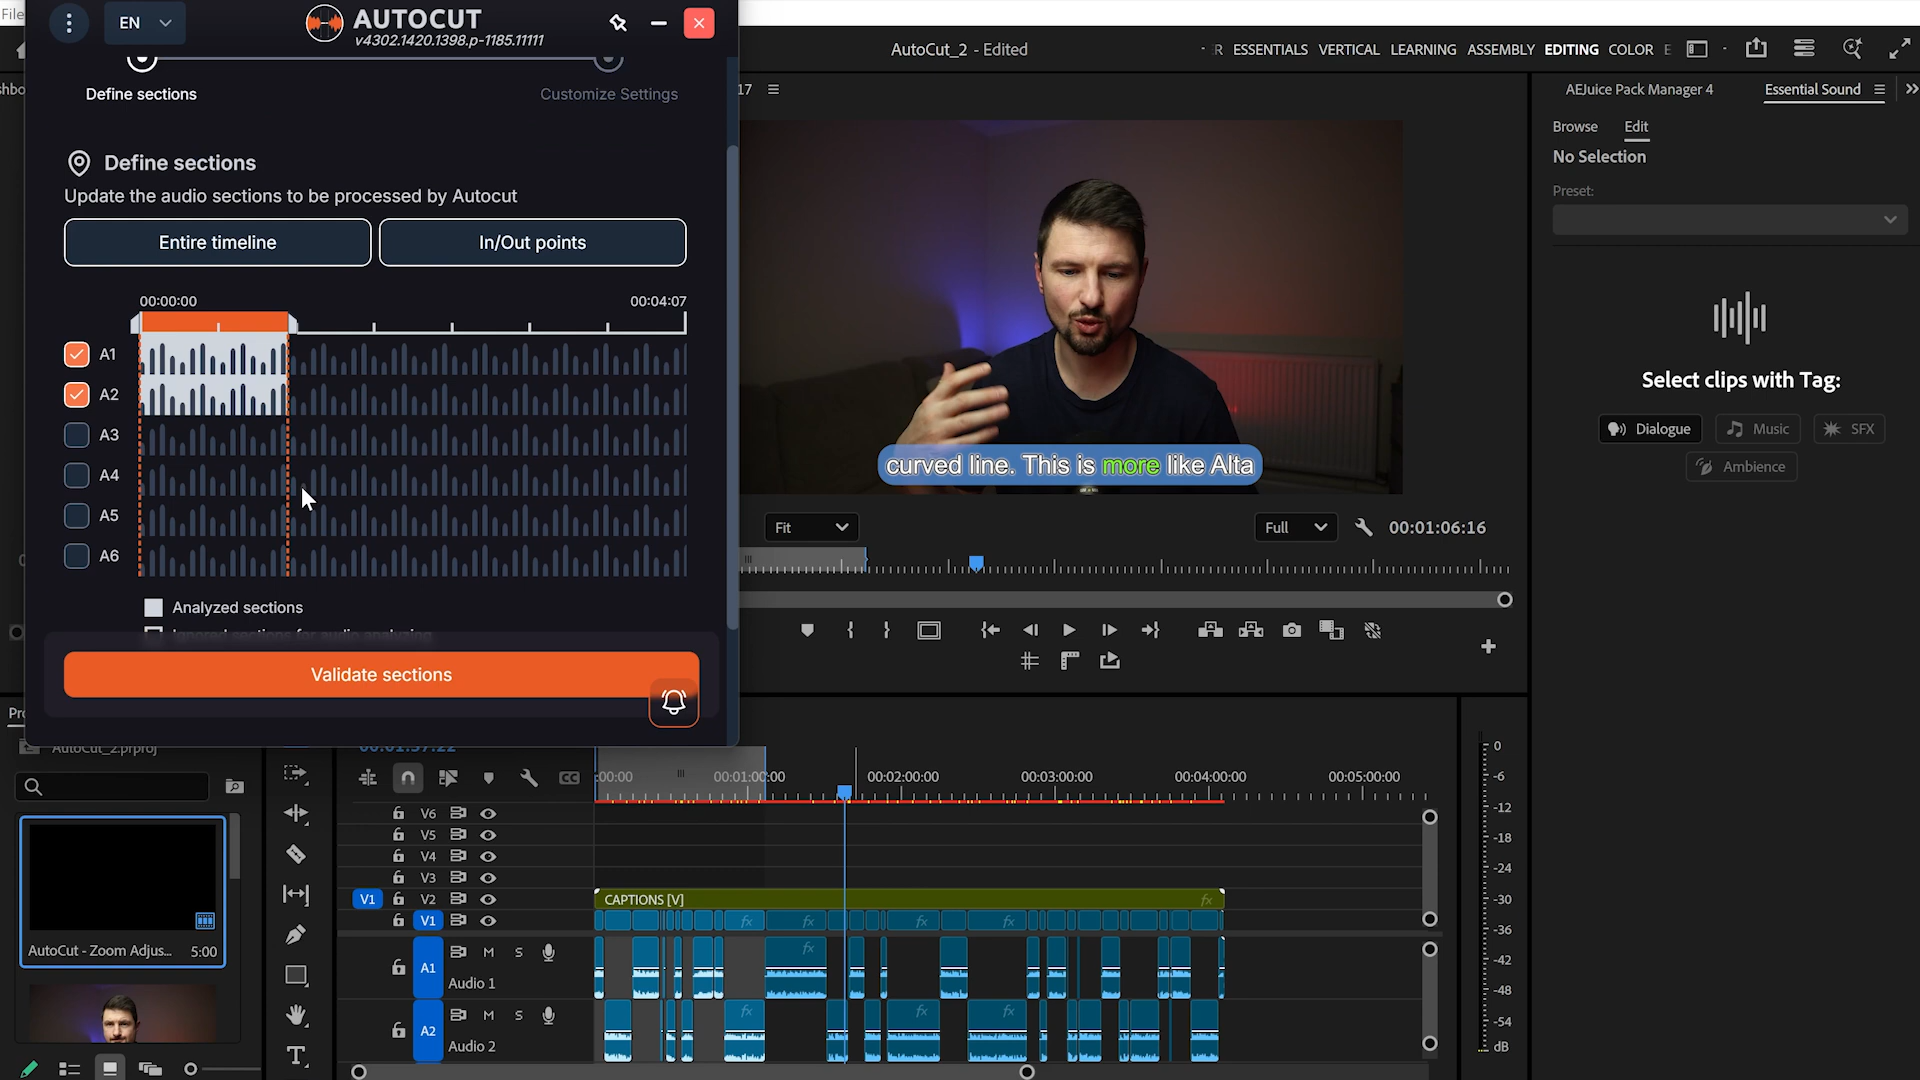 File
EN
AUTOCUT
v4302.1420.1398.p-1185.11111
AutoCut_2 - Edited
ESSENTIALS
VERTICAL
LEARNING
ASSEMBLY
EDITING
COLOR
Define sections
Customize Settings
17
AEJuice Pack Manager 4
Essential Sound
Browse
Edit
No Selection
Preset:
Define sections
Update the audio sections to be processed by Autocut
Entire timeline
In/Out points
00:00:00
00:04:07
A1
A2
A3
A4
A5
A6
Analyzed sections
Ignored sections for audio analyzing
Validate sections
curved line. This is more like Alta
Select clips with Tag:
Dialogue
Music
SFX
Ambience
Fit
Full
00:01:06:16
AutoCut_2.prproj
00:01:37:22
:00:00
00:01:00:00
00:02:00:00
00:03:00:00
00:04:00:00
00:05:00:00
V6
V5
V4
V3
V1 V2
CAPTIONS [V]
fx
V1
fx
fx
fx
fx
A1
M
S
Audio 1
fx
A2
M
S
Audio 2
fx
fx
fx
AutoCut - Zoom Adjus...
5:00
0
-6
-12
-18
-24
-30
-36
-42
-48
-54
dB